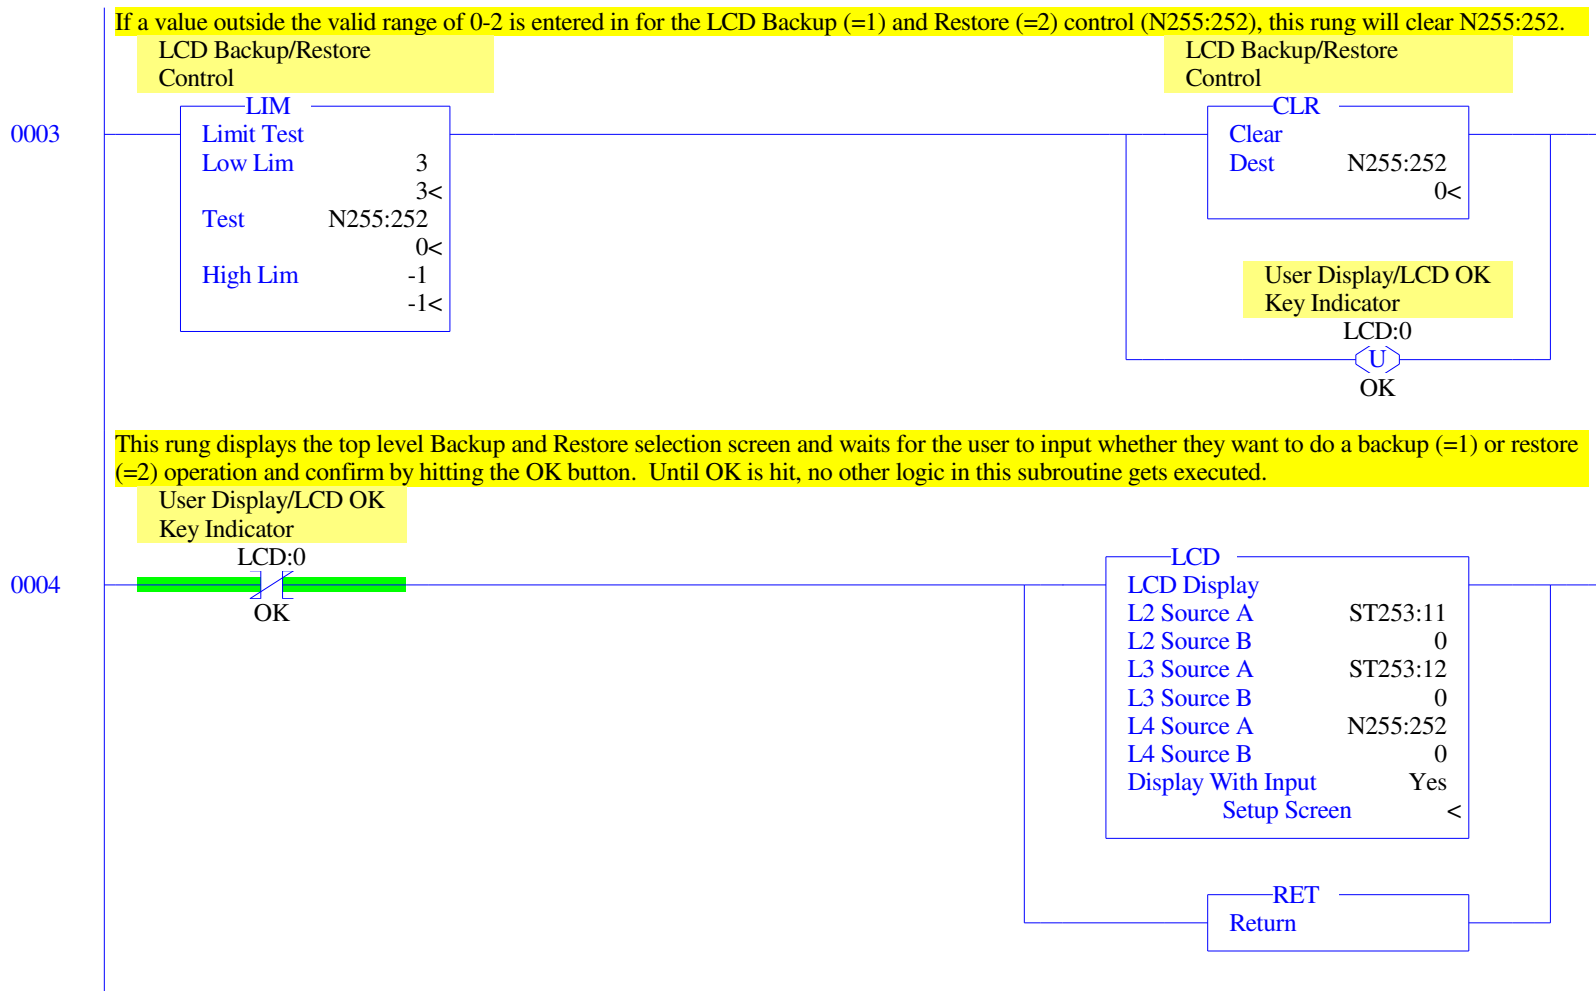 If a value outside the valid range of 0-2 is entered in for the LCD Backup (=1) and Restore (=2) control (N255:252), this rung will clear N255:252.
LCD Backup/Restore
Control
LCD Backup/Restore
Control
0003
LIM
Limit Test
Low Lim 3
3<
Test N255:252
0<
High Lim -1
-1<
CLR
Clear
Dest N255:252
0<
User Display/LCD OK
Key Indicator
LCD:0
U
OK
This rung displays the top level Backup and Restore selection screen and waits for the user to input whether they want to do a backup (=1) or restore
(=2) operation and confirm by hitting the OK button.  Until OK is hit, no other logic in this subroutine gets executed.
User Display/LCD OK
Key Indicator
LCD:0
OK
0004
LCD
LCD Display
L2 Source A ST253:11
L2 Source B 0
L3 Source A ST253:12
L3 Source B 0
L4 Source A N255:252
L4 Source B 0
Display With Input Yes
Setup Screen <
RET
Return